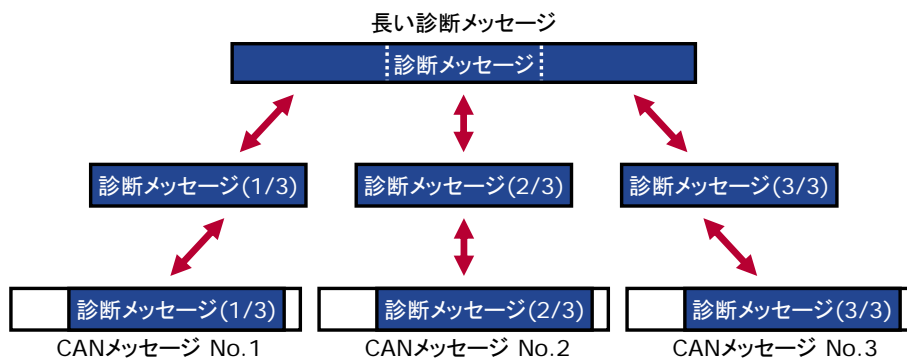 長い診断メッセージ
診断メッセージ
診断メッセージ(1/3)
診断メッセージ(2/3)
診断メッセージ(3/3)
診断メッセージ(1/3)
診断メッセージ(2/3)
診断メッセージ(3/3)
CANメッセージ No.1
CANメッセージ No.2
CANメッセージ No.3